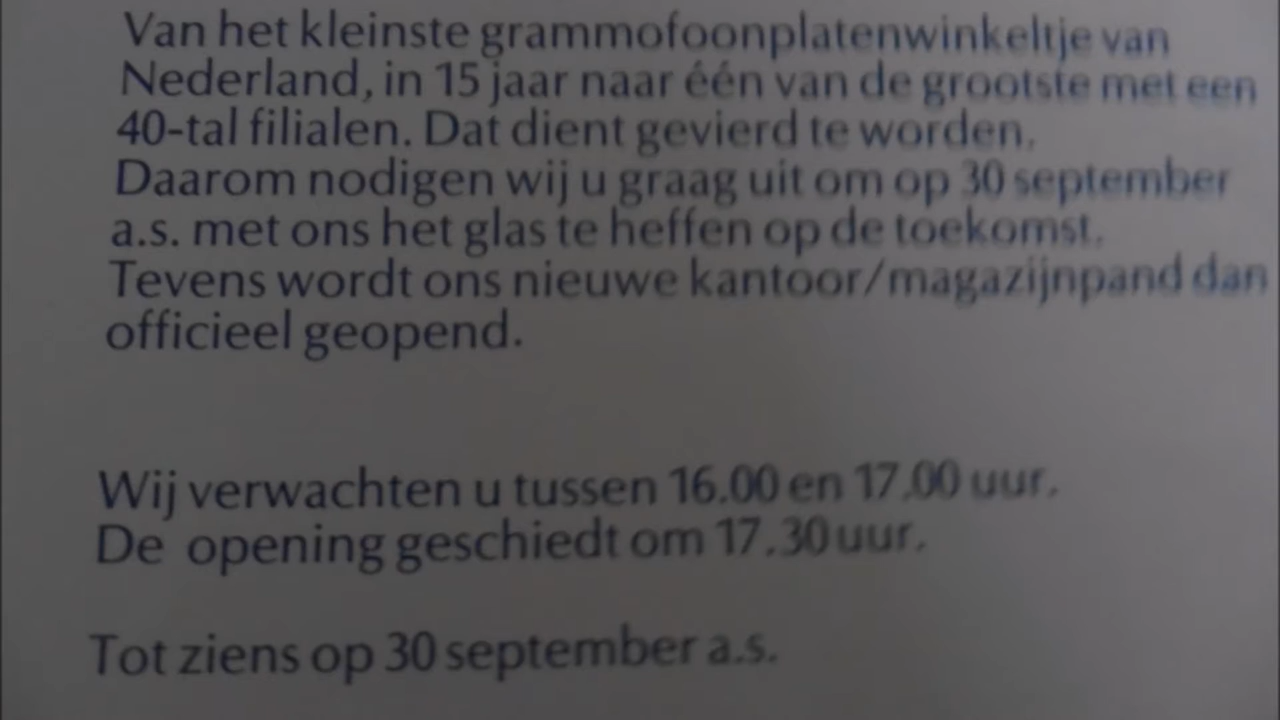 Van het kleinste grammofoonplatenwinkeltje van
Nederland, in 15 jaar naar één van de grootste met een
40-tal filialen. Dat dient gevierd te worden.
Daarom nodigen wij u graag uit om op 30 september
a.s. met ons het glas te heffen op de toekomst.
Tevens wordt ons nieuwe kantoor/magazijnpand dan
officieel geopend.
Wij verwachten u tussen 16.00 en 17.00 uur.
De opening geschiedt om 17.30 uur.
Tot ziens op 30 september a.s.